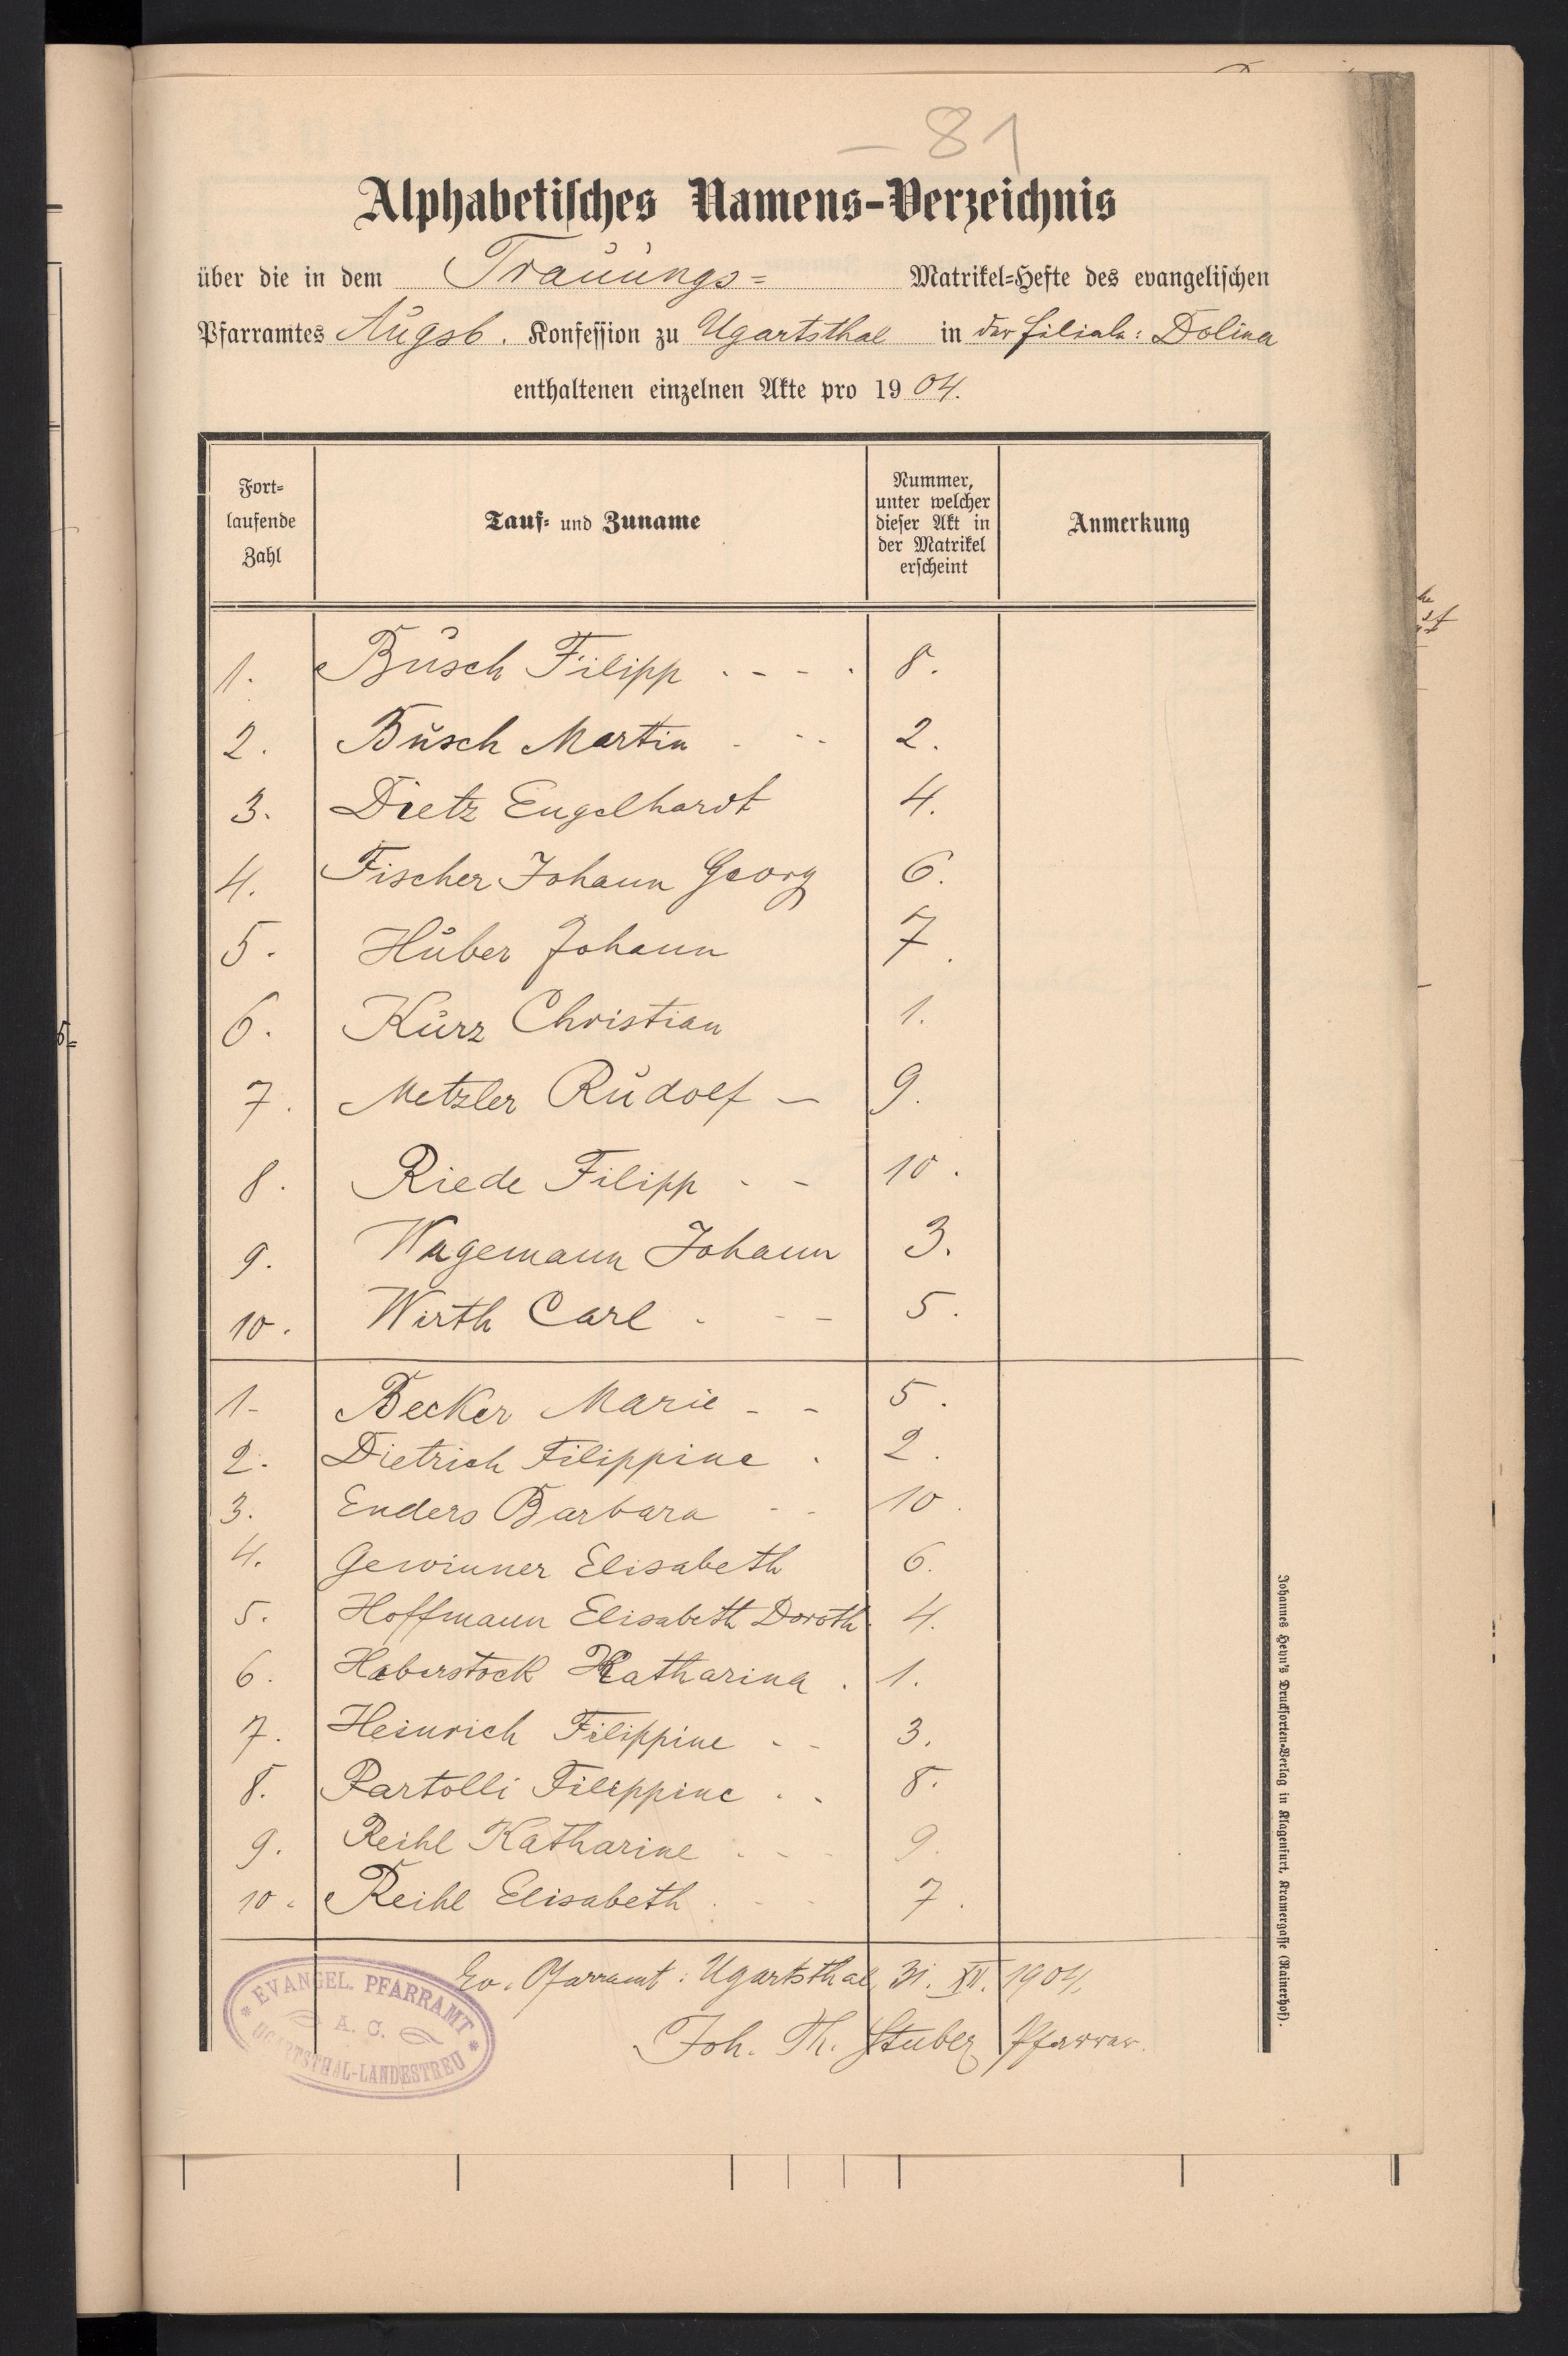 – 81
Alphabetisches Namens-Verzeichnis
über die in dem Trauungs= Matrikel=Hefte des evangelischen
Pfarramtes Augsb. Konfession zu Ugartsthal in der filiale: Dolina
enthaltenen einzelnen Akte pro 1904.
Fort=
laufende
Zahl
Tauf= und Zuname
Nummer,
unter welcher
dieser Akt in
der Matrikel
erscheint
Anmerkung
1. Busch Filipp . - - . 8.
2. Busch Martin . - - 2.
3. Dietz Engelhardt 4.
4. Fischer Johann Georg 6.
5. Huber Johann 7.
6. Kurz Christian 1.
7. Metzler Rudolf – 9.
8. Riede Filipp - - 10.
9. Wagemann Johann 3.
10. Wirth Carl - - - 5.
1- Becker Marie - - 5.
2. Dietrich Filippine . 2.
3. Enders Barbara - - 10.
4. Gewinner Elisabeth 6.
5. Hoffmann Elisabeth Doroth. 4.
6. Haberstock Katharina . 1.
7. Heinrich Filippine - - 3.
8. Partolli Filippine . . 8.
9. Reihl Katharine . - - 9.
10. Reihl Elisabeth . - - 7.
Ev. Pfarramt: Ugartsthal, 31. XII. 1904.
Joh. Th. Stuber Pfarrer.
* EVANGEL. PFARRAMT *
A. C.
UGARTSTHAL-LANDESTREU
Johannes Heyn's Drucksorten=Verlag in Klagenfurt, Kramergasse (Rainerhof).